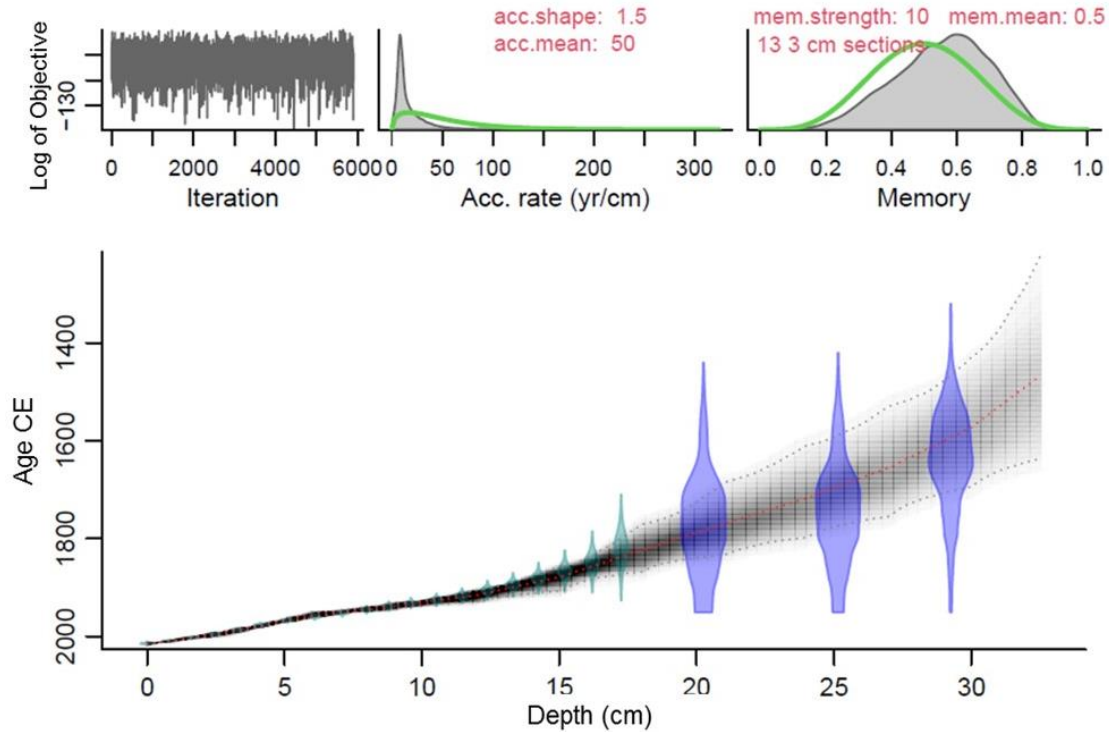 Log of Objective
−130
0 2000 4000 6000
Iteration
acc.shape: 1.5
acc.mean: 50
0 50 100 200 300
Acc. rate (yr/cm)
mem.strength: 10 mem.mean: 0.5
13 3 cm sections
0.0 0.2 0.4 0.6 0.8 1.0
Memory
Age CE
1400
1600
1800
2000
0 5 10 15 20 25 30
Depth (cm)